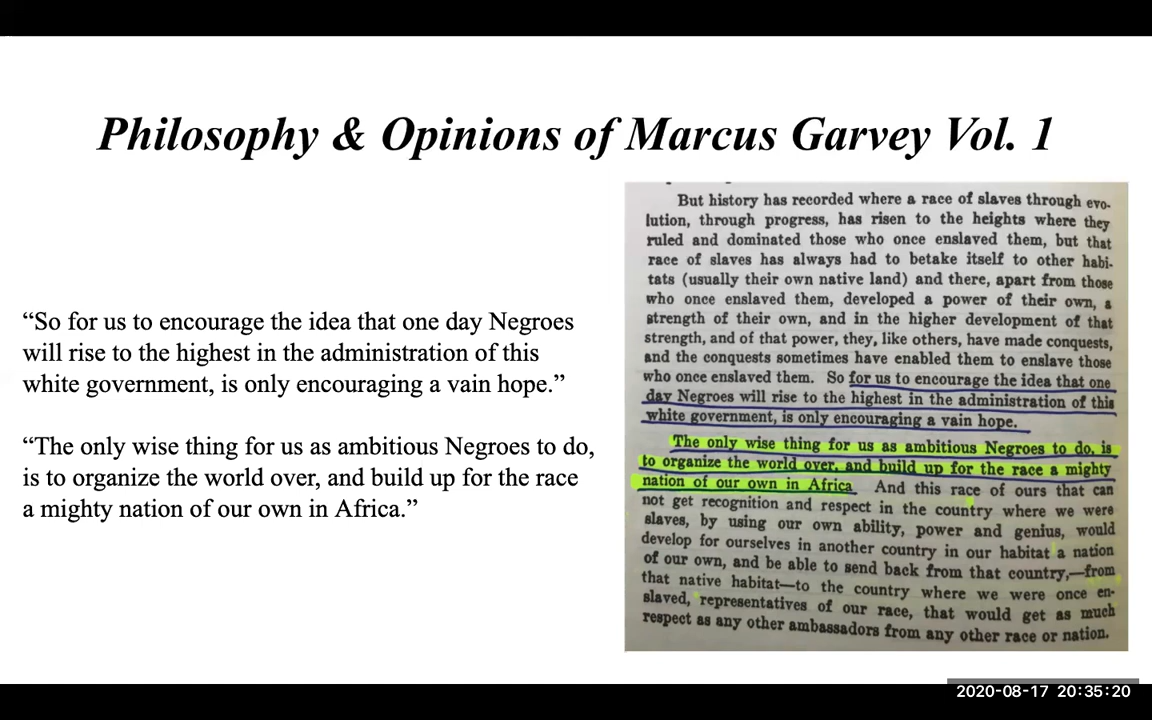 Philosophy & Opinions of Marcus Garvey Vol. 1
“So for us to encourage the idea that one day Negroes
will rise to the highest in the administration of this
white government, is only encouraging a vain hope.”
“The only wise thing for us as ambitious Negroes to do,
is to organize the world over, and build up for the race
a mighty nation of our own in Africa.”
But history has recorded where a race of slaves through evo-
lution, through progress, has risen to the heights where they
ruled and dominated those who once enslaved them, but that
race of slaves has always had to betake itself to other habi-
tats (usually their own native land) and there, apart from those
who once enslaved them, developed a power of their own, a
strength of their own, and in the higher development of that
strength, and of that power, they, like others, have made conquests,
and the conquests sometimes have enabled them to enslave those
who once enslaved them. So for us to encourage the idea that one
day Negroes will rise to the highest in the administration of this
white government, is only encouraging a vain hope.
The only wise thing for us as ambitious Negroes to do, is
to organize the world over, and build up for the race a mighty
nation of our own in Africa. And this race of ours that can
not get recognition and respect in the country where we were
slaves, by using our own ability, power and genius, would
develop for ourselves in another country in our habitat a nation
of our own, and be able to send back from that country,—from
that native habitat—to the country where we were once en-
slaved, representatives of our race, that would get as much
respect as any other ambassadors from any other race or nation.
2020-08-17 20:35:20